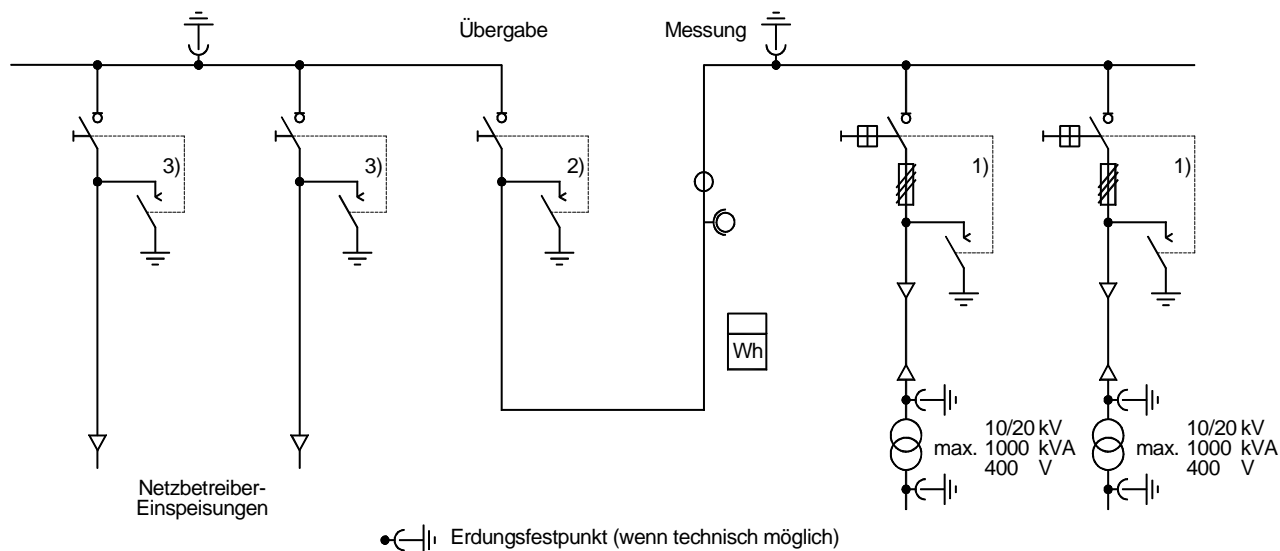 Übergabe
Messung
3)
3)
2)
1)
1)
Wh
10/20 kV
max. 1000 kVA
400 V
10/20 kV
max. 1000 kVA
400 V
Netzbetreiber-
Einspeisungen
Erdungsfestpunkt (wenn technisch möglich)